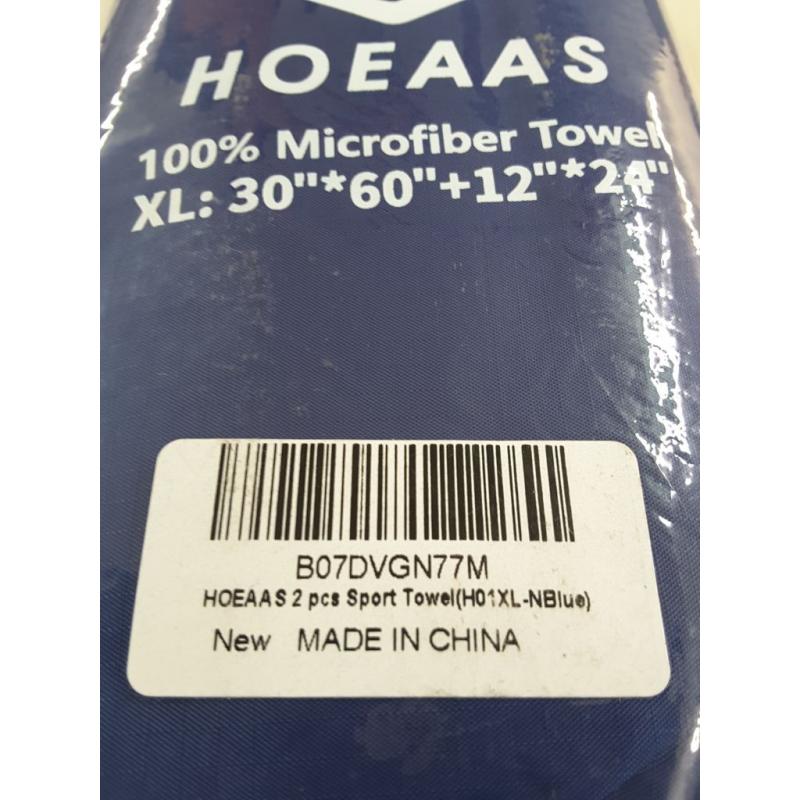 HOEAAS
100% Microfiber Towel
XL: 30"*60"+12"*24"
B07DVGN77M
HOEAAS 2 pcs Sport Towel(H01XL-NBlue)
New MADE IN CHINA